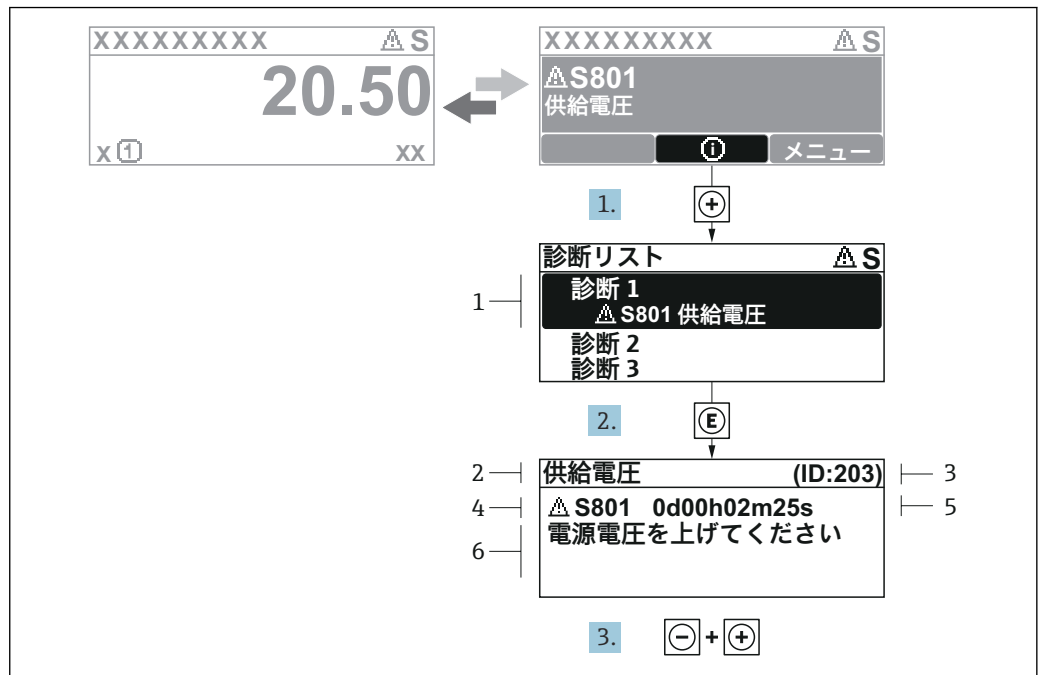 XXXXXXXXX ⚠ S
20.50
x ① xx
XXXXXXXXX ⚠ S
⚠S801
供給電圧
メニュー
1.
診断リスト ⚠ S
1
診断 1
⚠ S801 供給電圧
診断 2
診断 3
2. E
2 供給電圧 (ID:203) 3
4 ⚠ S801 0d00h02m25s 5
6 電源電圧を上げてください
3. - + +